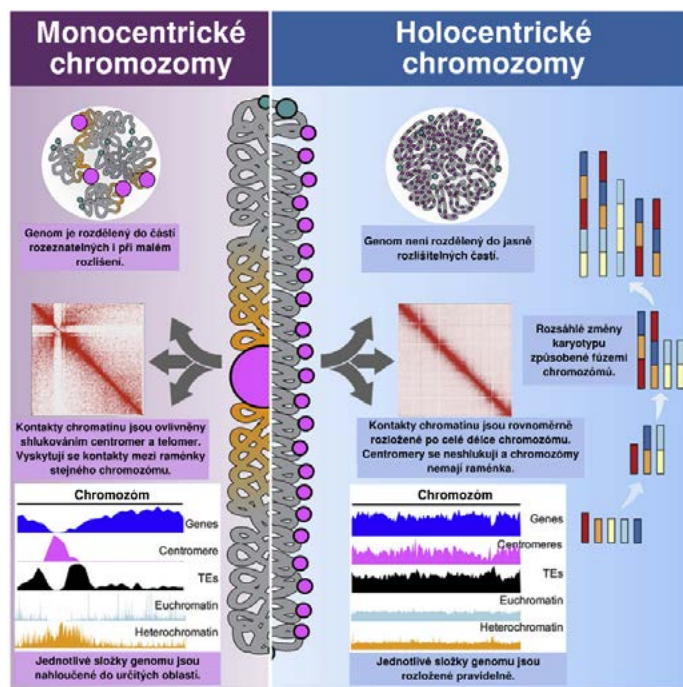 Monocentrické
chromozomy
Holocentrické
chromozomy
Genom je rozdělený do částí
rozeznatelných i při malém
rozlišení.
Genom není rozdělený do jasně
rozlišitelných častí.
Kontakty chromatinu jsou ovlivněny
shlukováním centromer a telomer.
Vyskytují se kontakty mezi raménky
stejného chromozómu.
Kontakty chromatinu jsou rovnoměrně
rozložené po celé délce chromozómu.
Centromery se neshlukují a chromozómy
nemají raménka.
Rozsáhlé změny
karyotypu
způsobené fúzemi
chromozómů.
Chromozóm
Genes
Centromere
TEs
Euchromatin
Heterochromatin
Jednotlivé složky genomu jsou
nahloučené do určitých oblastí.
Chromozóm
Genes
Centromeres
TEs
Euchromatin
Heterochromatin
Jednotlivé složky genomu jsou
rozložené pravidelně.